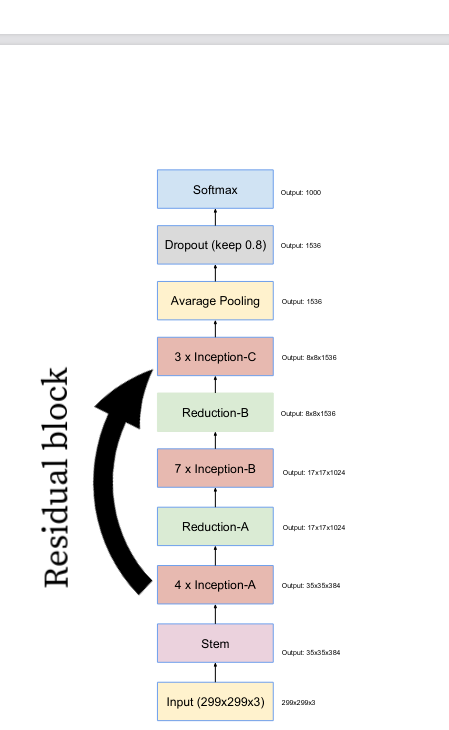 Softmax
Output: 1000
Dropout (keep 0.8)
Output: 1536
Avarage Pooling
Output: 1536
3 x Inception-C
Output: 8x8x1536
Reduction-B
Output: 8x8x1536
7 x Inception-B
Output: 17x17x1024
Reduction-A
Output: 17x17x1024
4 x Inception-A
Output: 35x35x384
Stem
Output: 35x35x384
Input (299x299x3)
299x299x3
Residual block